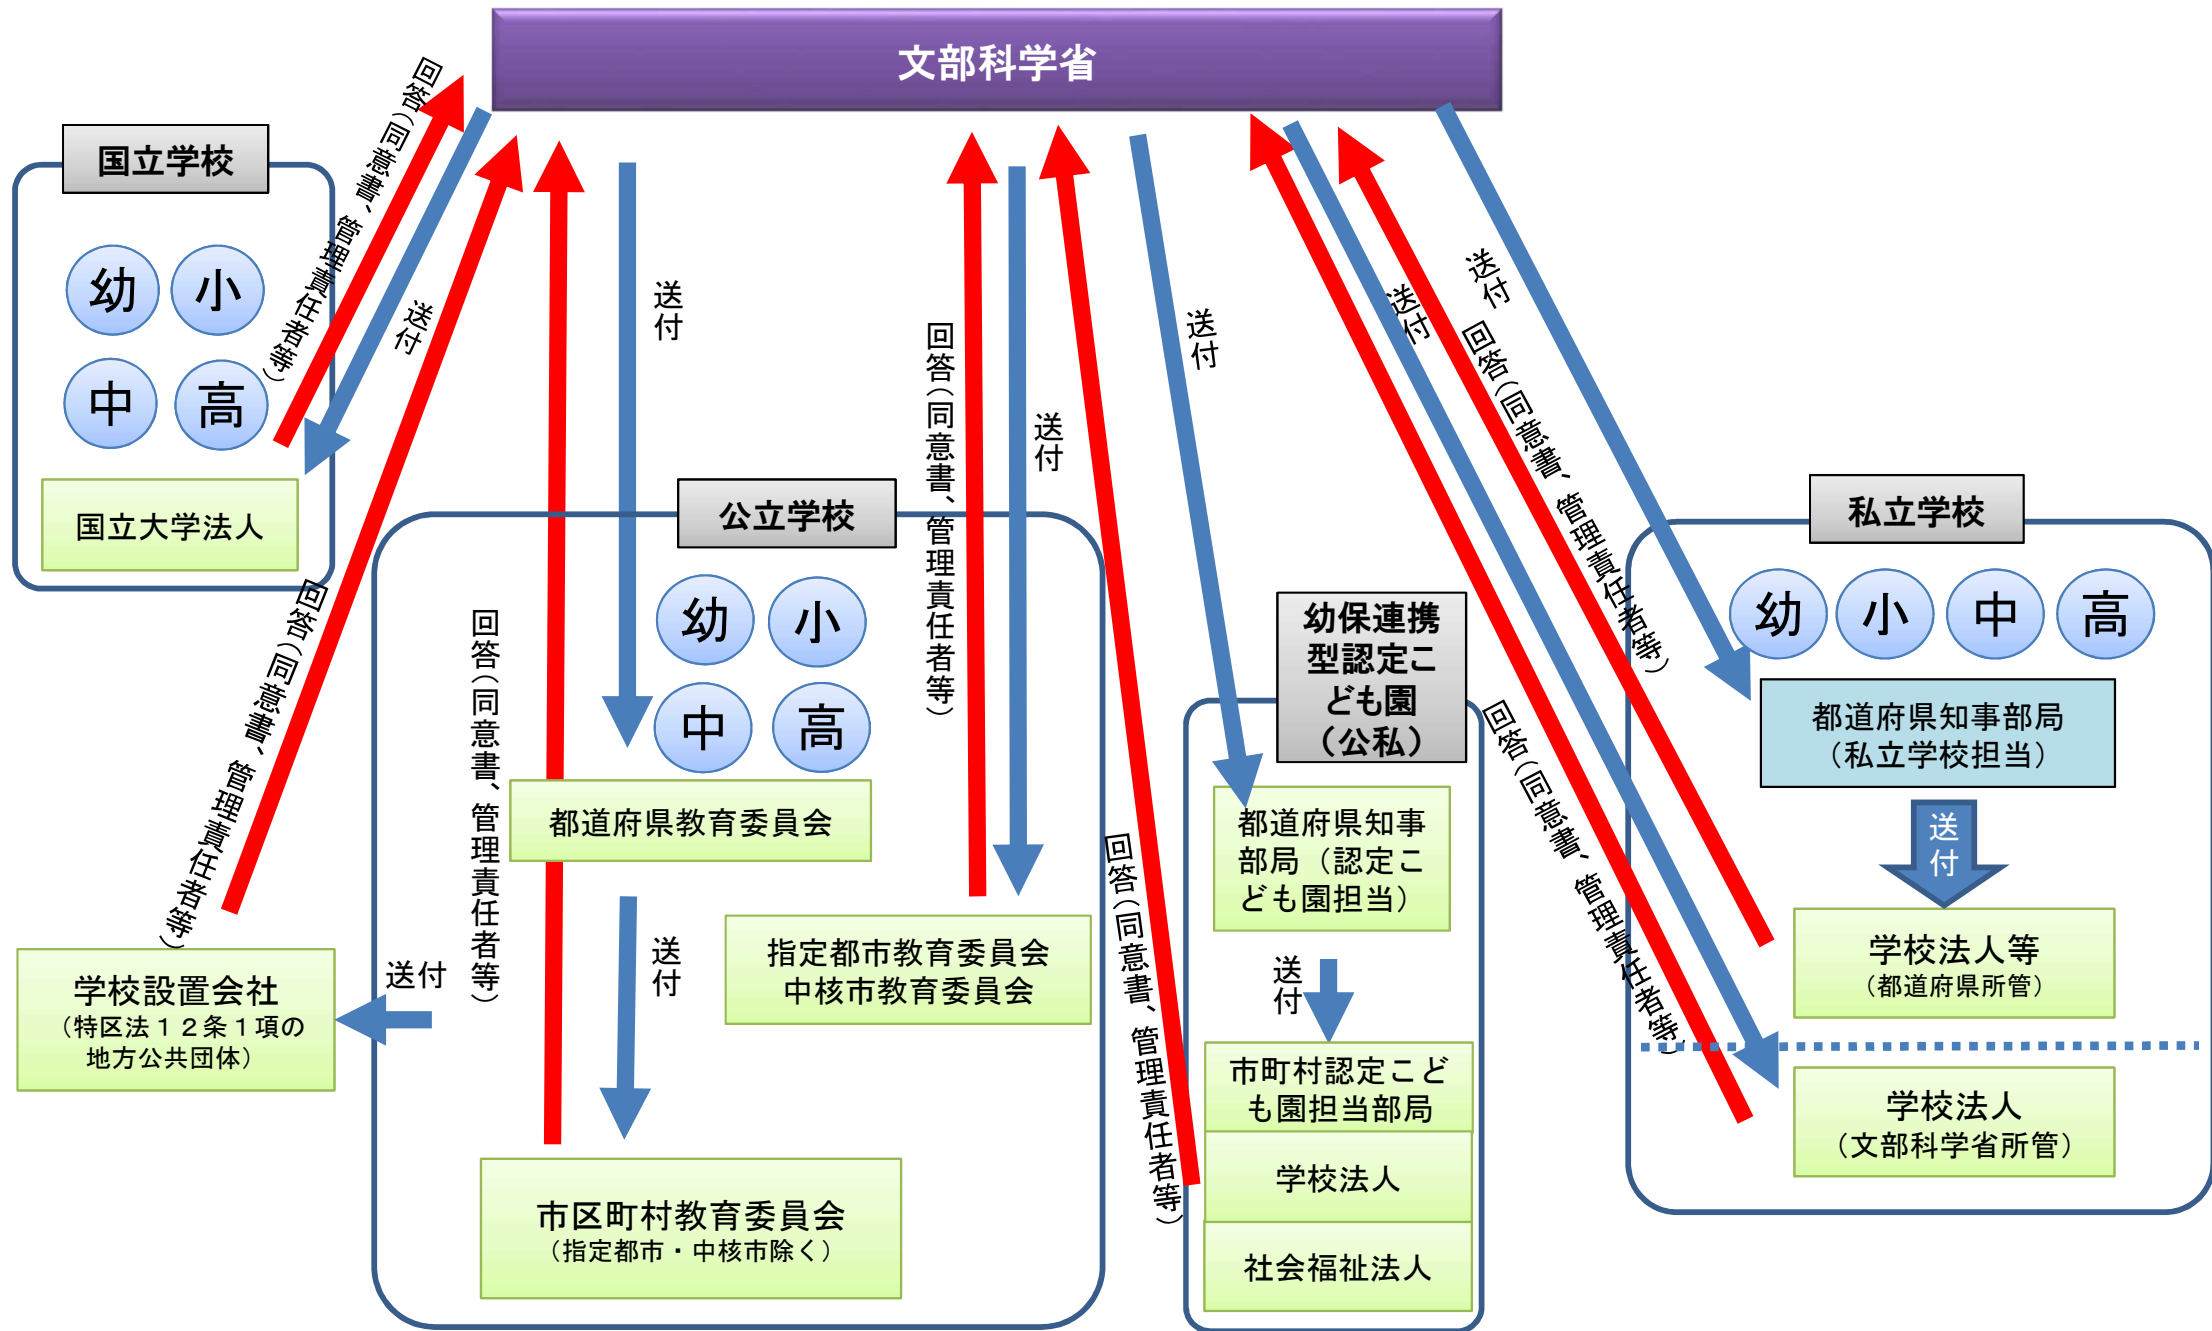 文部科学省
国立学校
幼
小
中
高
国立大学法人
回答（同意書、管理責任者等）
送付
回答（同意書、管理責任者等）
学校設置会社
（特区法１２条１項の
地方公共団体）
送付
公立学校
幼
小
中
高
送付
回答（同意書、管理責任者等）
都道府県教育委員会
送付
市区町村教育委員会
（指定都市・中核市除く）
回答（同意書、管理責任者等）
送付
指定都市教育委員会
中核市教育委員会
幼保連携
型認定こ
ども園
（公私）
送付
回答（同意書、管理責任者等）
都道府県知事
部局（認定こ
ども園担当）
送付
市町村認定こど
も園担当部局
学校法人
社会福祉法人
私立学校
幼
小
中
高
送付
回答（同意書、管理責任者等）
都道府県知事部局
（私立学校担当）
送付
学校法人等
（都道府県所管）
送付
回答（同意書、管理責任者等）
学校法人
（文部科学省所管）